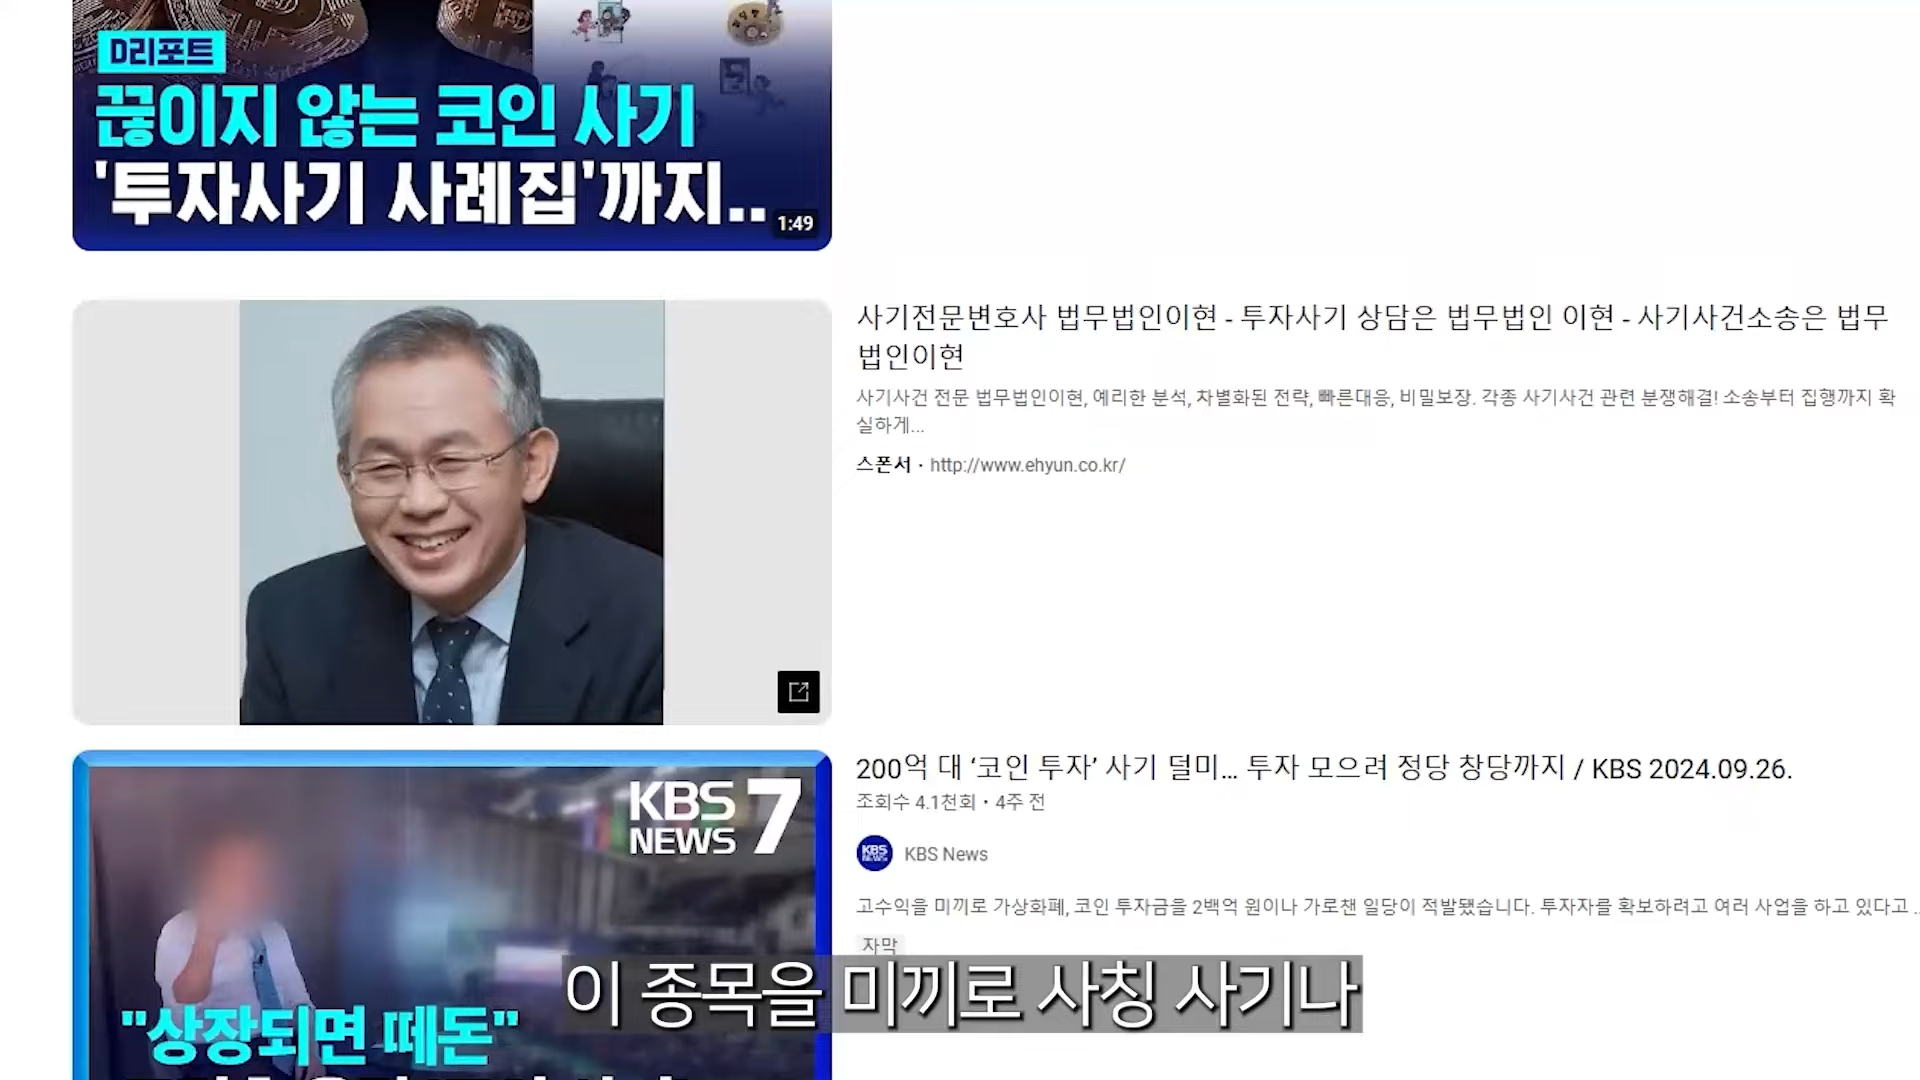 D리포트
끊이지 않는 코인 사기
'투자사기 사례집'까지..
1:49
사기전문변호사 법무법인이현 - 투자사기 상담은 법무법인 이현 - 사기사건소송은 법무
법인이현
사기사건 전문 법무법인이현, 예리한 분석, 차별화된 전략, 빠른대응, 비밀보장. 각종 사기사건 관련 분쟁해결! 소송부터 집행까지 확
실하게...
스폰서 · http://www.ehyun.co.kr/
KBS
NEWS 7
200억 대 ‘코인 투자’ 사기 덜미… 투자 모으려 정당 창당까지 / KBS 2024.09.26.
조회수 4.1천회 • 4주 전
KBS News
고수익을 미끼로 가상화폐, 코인 투자금을 2백억 원이나 가로챈 일당이 적발됐습니다. 투자자를 확보하려고 여러 사업을 하고 있다고 ...
자막
"상장되면 떼돈"
이 종목을 미끼로 사칭 사기나